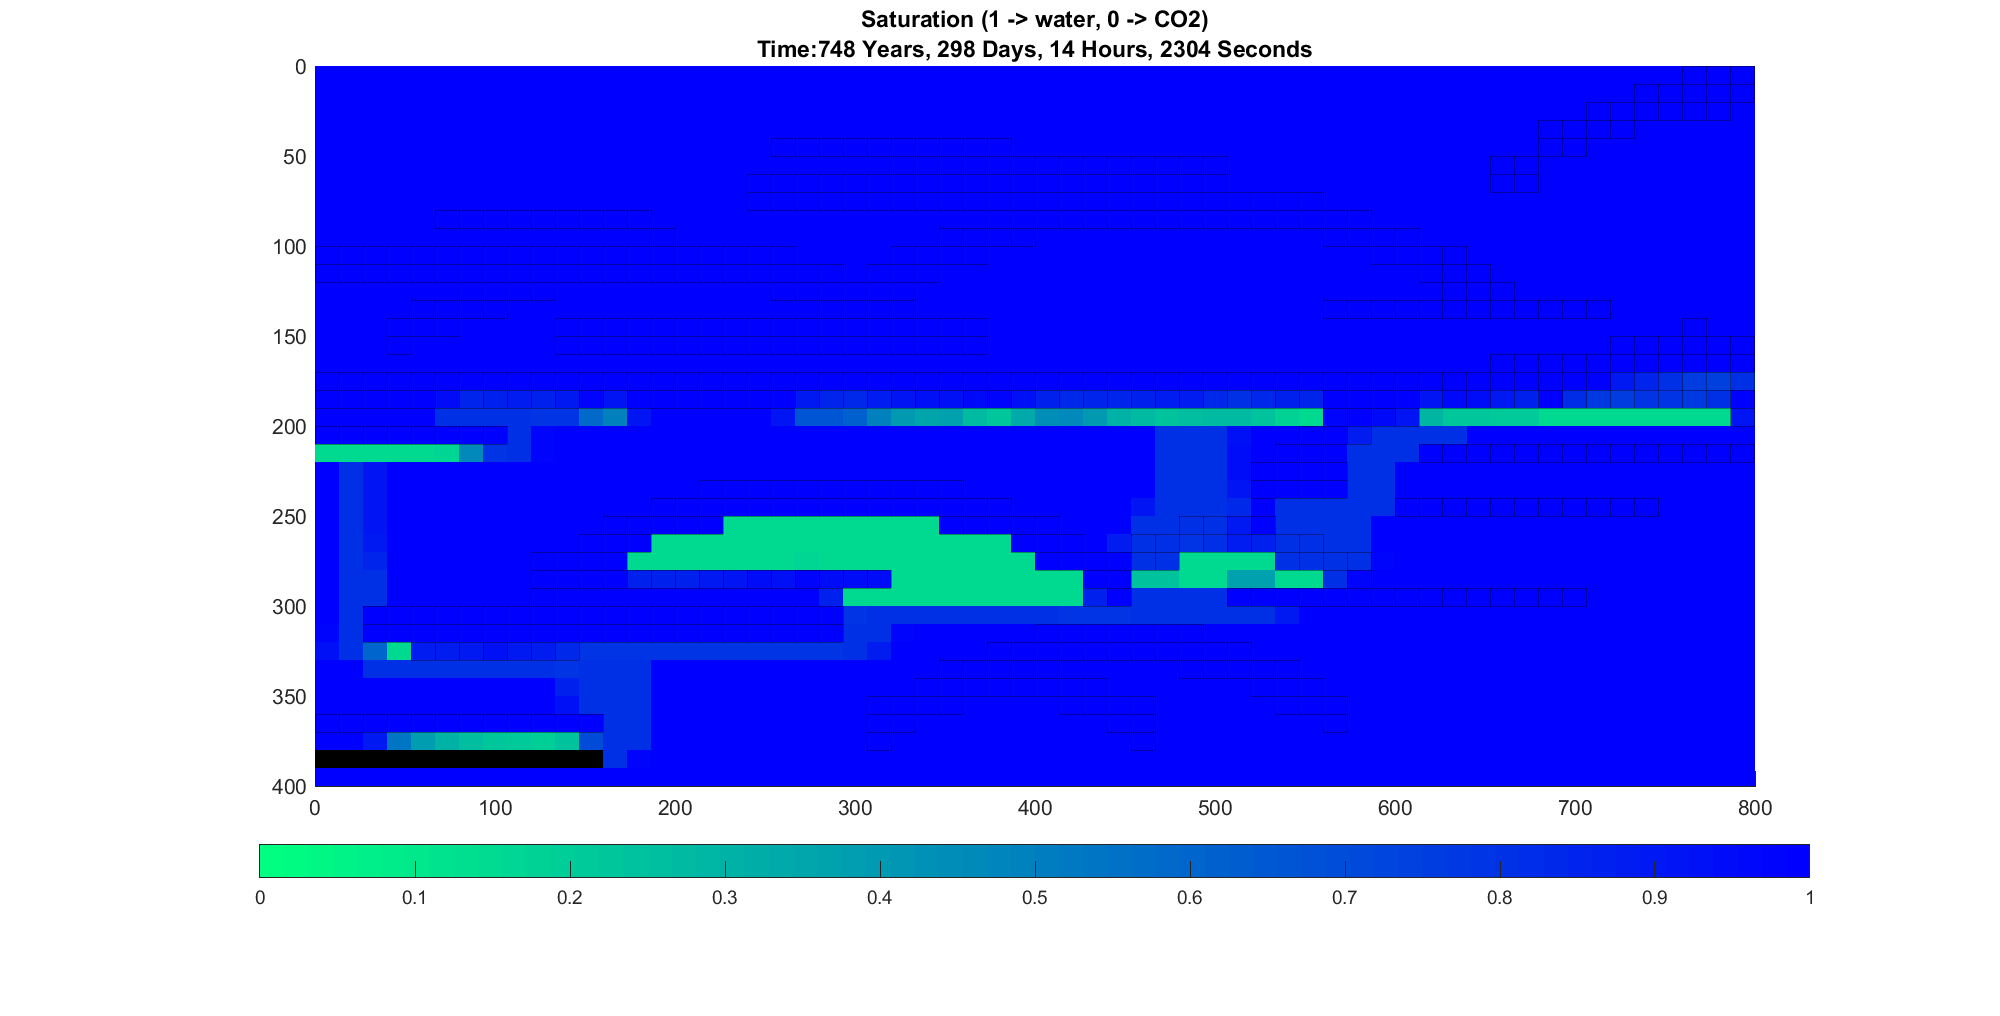 Saturation (1 -> water, 0 -> CO2)
Time:748 Years, 298 Days, 14 Hours, 2304 Seconds
0
50
100
150
200
250
300
350
400
0 100 200 300 400 500 600 700 800
0 0.1 0.2 0.3 0.4 0.5 0.6 0.7 0.8 0.9 1